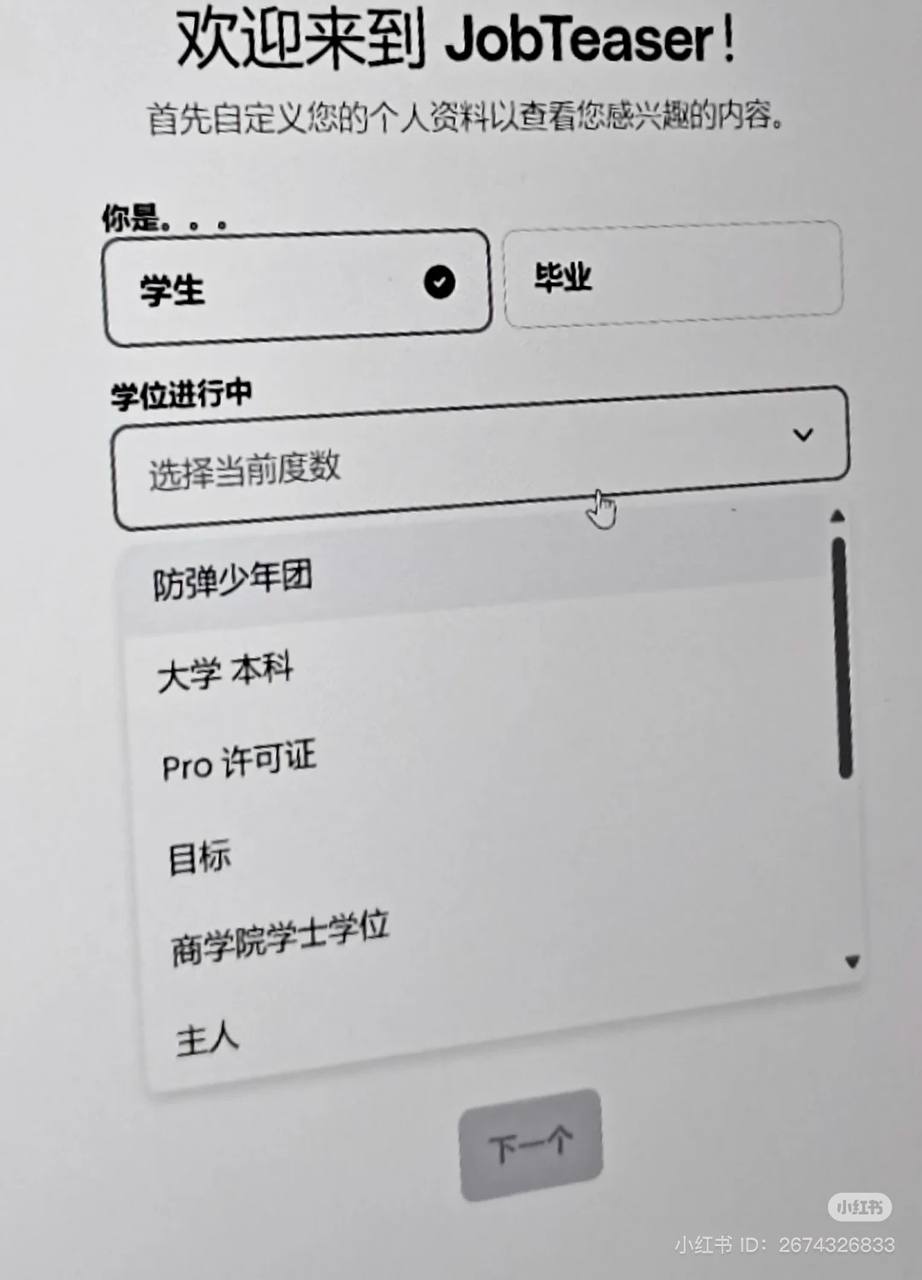 欢迎来到 JobTeaser！
首先自定义您的个人资料以查看您感兴趣的内容。
你是。。。
学生
毕业
学位进行中
选择当前度数
防弹少年团
大学 本科
Pro 许可证
目标
商学院学士学位
主人
下一个
小红书
小红书 ID：2674326833